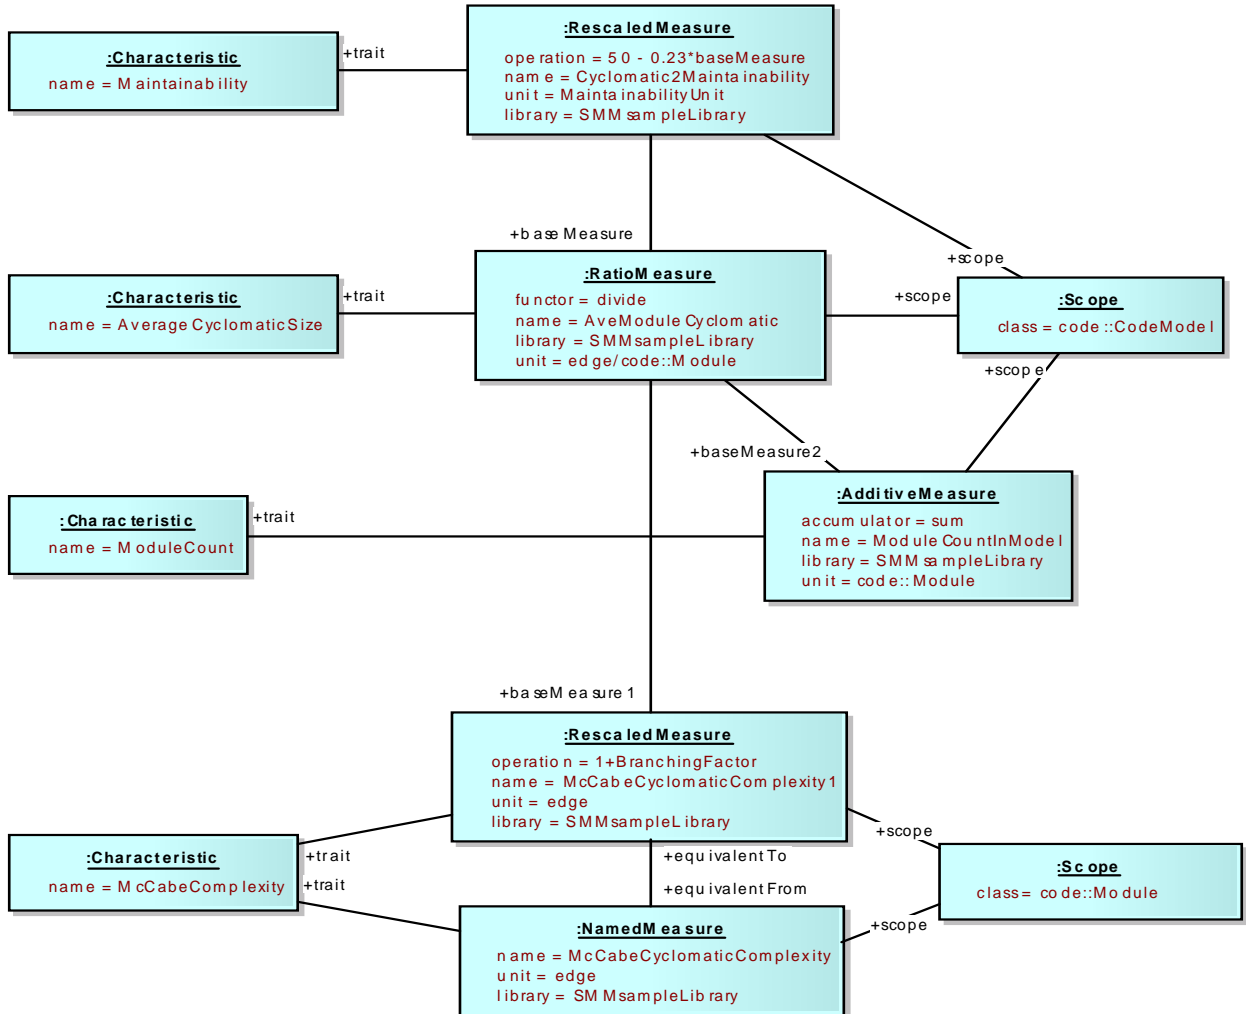 :RescaledMeasure
operation = 50 - 0.23*baseMeasure
name = Cyclomatic2Maintainability
unit = MaintainabilityUnit
library = SMMsampleLibrary
:Characteristic
name = Maintainability
+trait
+baseMeasure
+scope
:RatioMeasure
functor = divide
name = AveModuleCyclomatic
library = SMMsampleLibrary
unit = edge/code::Module
:Characteristic
name = AverageCyclomaticSize
+trait
+scope
:Scope
class = code::CodeModel
+scope
+baseMeasure2
:AdditiveMeasure
accumulator = sum
name = ModuleCountInModel
library = SMMsampleLibrary
unit = code::Module
:Characteristic
name = ModuleCount
+trait
+baseMeasure1
:RescaledMeasure
operation = 1+BranchingFactor
name = McCabeCyclomaticComplexity1
unit = edge
library = SMMsampleLibrary
:Characteristic
name = McCabeComplexity
+trait
+trait
+equivalentTo
+equivalentFrom
+scope
:Scope
class= code::Module
+scope
:NamedMeasure
name = McCabeCyclomaticComplexity
unit = edge
library = SMMsampleLibrary